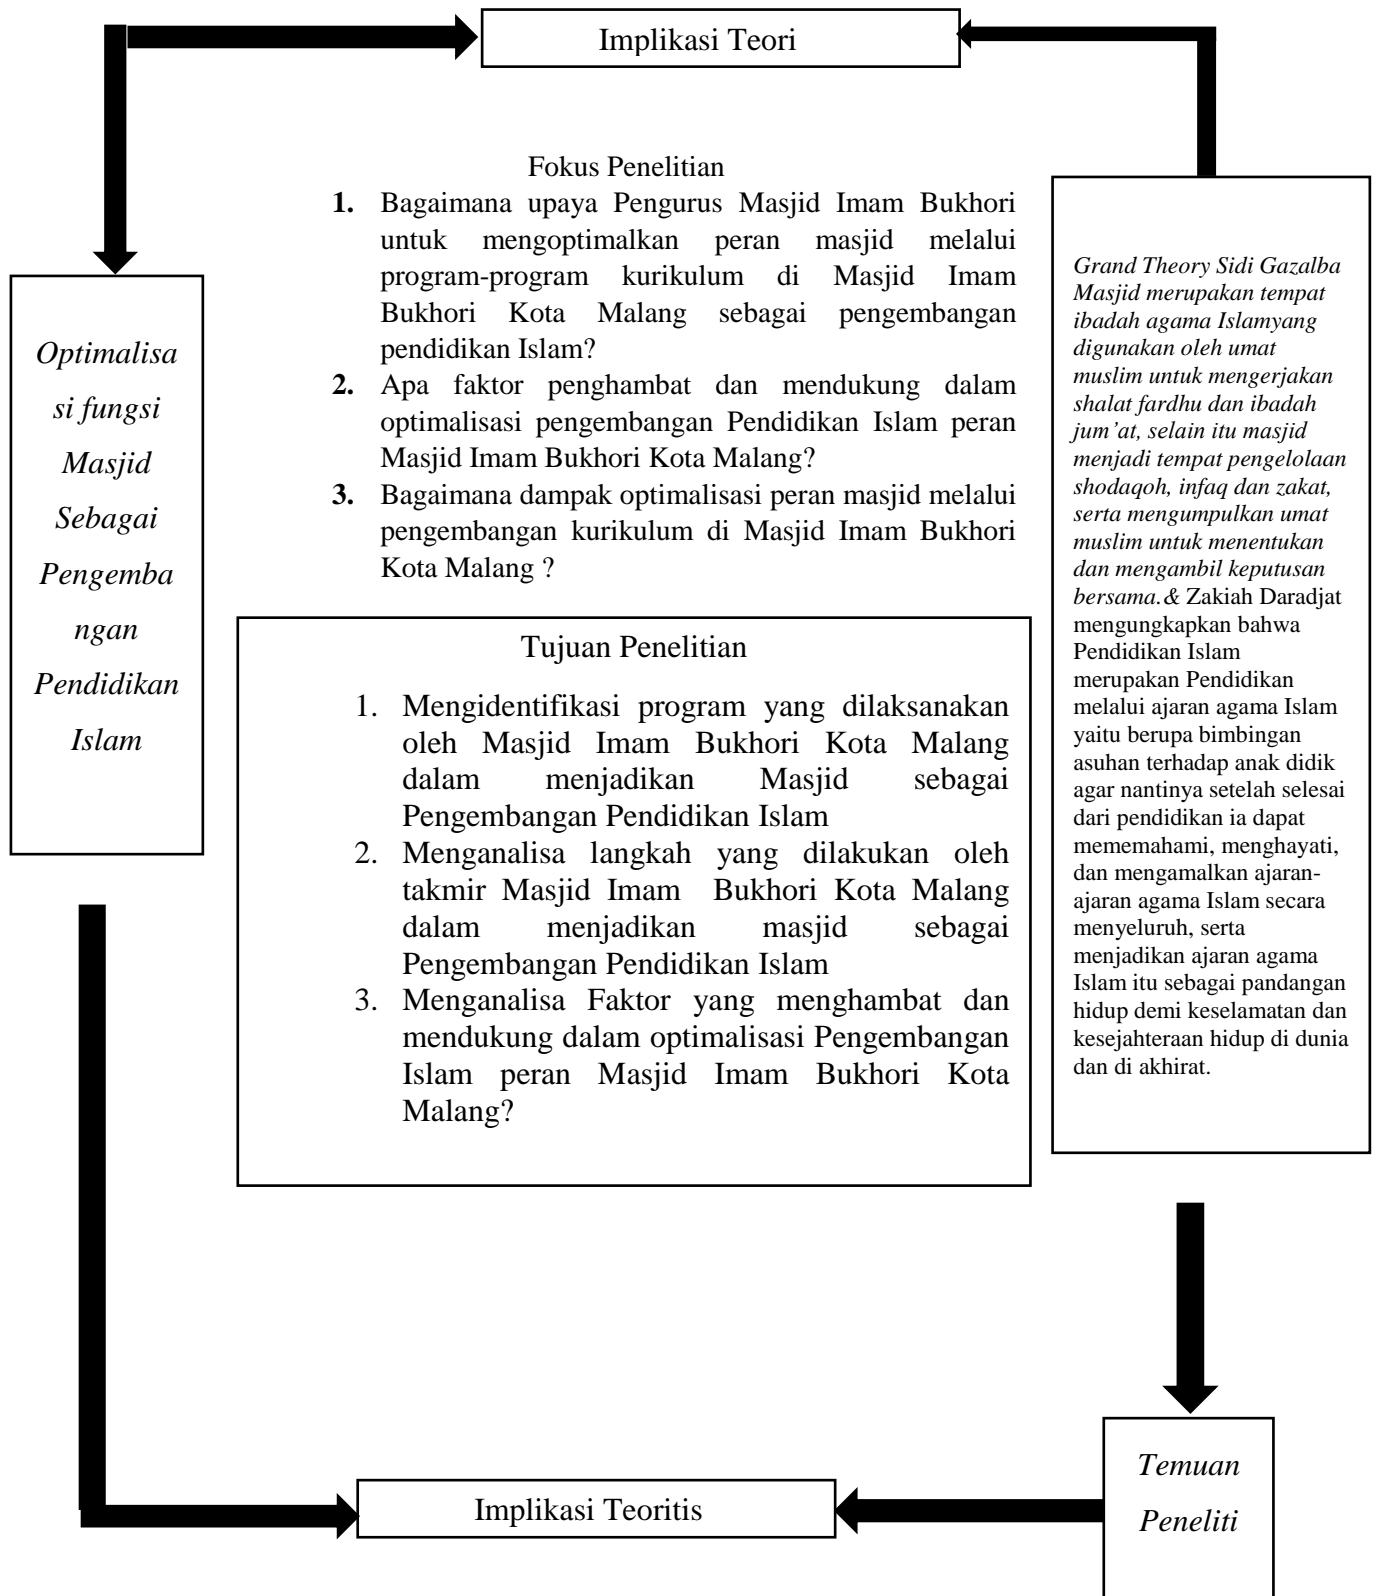 Implikasi Teori
Fokus Penelitian
1. Bagaimana upaya Pengurus Masjid Imam Bukhori
untuk mengoptimalkan peran masjid melalui
program-program kurikulum di Masjid Imam
Bukhori Kota Malang sebagai pengembangan
pendidikan Islam?
2. Apa faktor penghambat dan mendukung dalam
optimalisasi pengembangan Pendidikan Islam peran
Masjid Imam Bukhori Kota Malang?
3. Bagaimana dampak optimalisasi peran masjid melalui
pengembangan kurikulum di Masjid Imam Bukhori
Kota Malang ?
Optimalisa
si fungsi
Masjid
Sebagai
Pengemba
ngan
Pendidikan
Islam
Tujuan Penelitian
1. Mengidentifikasi program yang dilaksanakan
oleh Masjid Imam Bukhori Kota Malang
dalam menjadikan Masjid sebagai
Pengembangan Pendidikan Islam
2. Menganalisa langkah yang dilakukan oleh
takmir Masjid Imam Bukhori Kota Malang
dalam menjadikan masjid sebagai
Pengembangan Pendidikan Islam
3. Menganalisa Faktor yang menghambat dan
mendukung dalam optimalisasi Pengembangan
Islam peran Masjid Imam Bukhori Kota
Malang?
Grand Theory Sidi Gazalba
Masjid merupakan tempat
ibadah agama Islamyang
digunakan oleh umat
muslim untuk mengerjakan
shalat fardhu dan ibadah
jum’at, selain itu masjid
menjadi tempat pengelolaan
shodaqoh, infaq dan zakat,
serta mengumpulkan umat
muslim untuk menentukan
dan mengambil keputusan
bersama.& Zakiah Daradjat
mengungkapkan bahwa
Pendidikan Islam
merupakan Pendidikan
melalui ajaran agama Islam
yaitu berupa bimbingan
asuhan terhadap anak didik
agar nantinya setelah selesai
dari pendidikan ia dapat
mememahami, menghayati,
dan mengamalkan ajaran-
ajaran agama Islam secara
menyeluruh, serta
menjadikan ajaran agama
Islam itu sebagai pandangan
hidup demi keselamatan dan
kesejahteraan hidup di dunia
dan di akhirat.
Temuan
Peneliti
Implikasi Teoritis